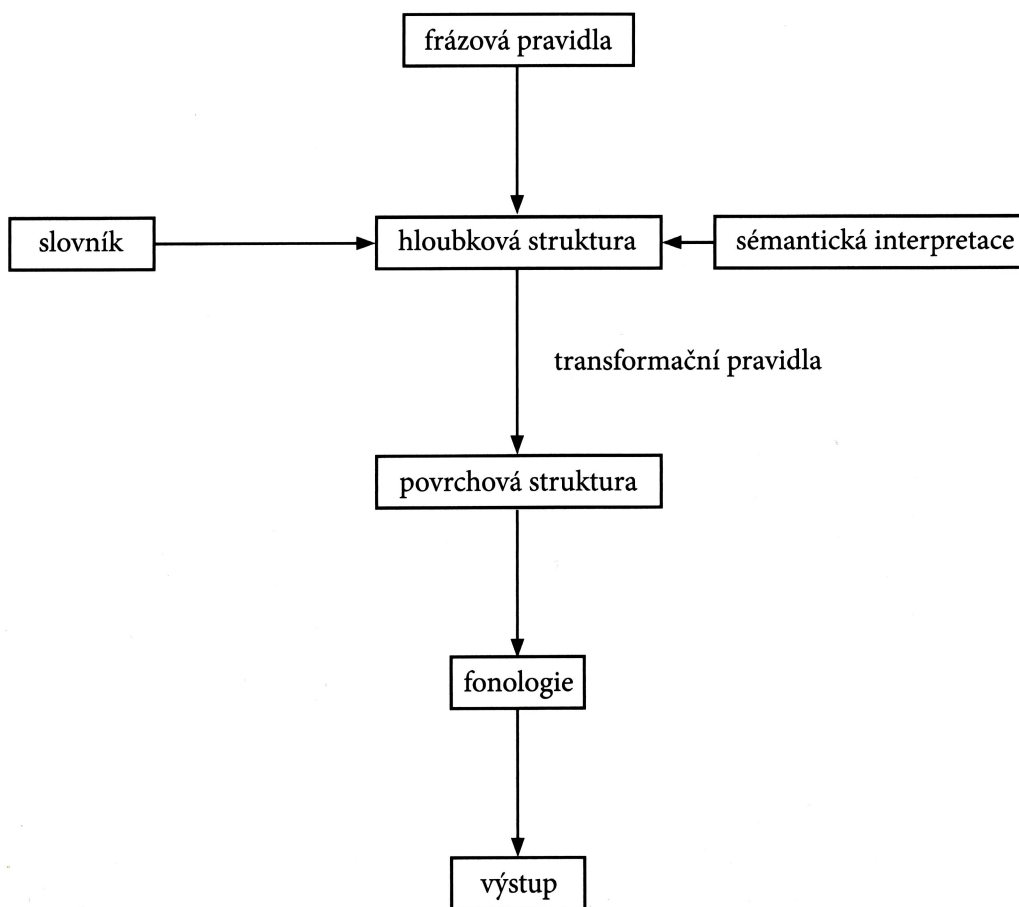 frázová pravidla
slovník
hloubková struktura
sémantická interpretace
transformační pravidla
povrchová struktura
fonologie
výstup